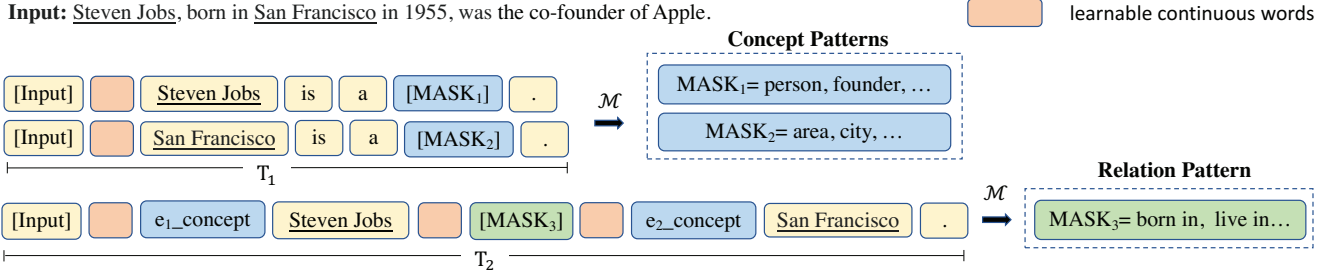 Input: Steven Jobs, born in San Francisco in 1955, was the co-founder of Apple.
learnable continuous words
Concept Patterns
[Input] Steven Jobs is a [MASK₁] .
ℳ
MASK₁= person, founder, …
[Input] San Francisco is a [MASK₂] .
MASK₂= area, city, …
T₁
Relation Pattern
[Input] e₁_concept Steven Jobs [MASK₃] e₂_concept San Francisco .
ℳ
MASK₃= born in, live in…
T₂